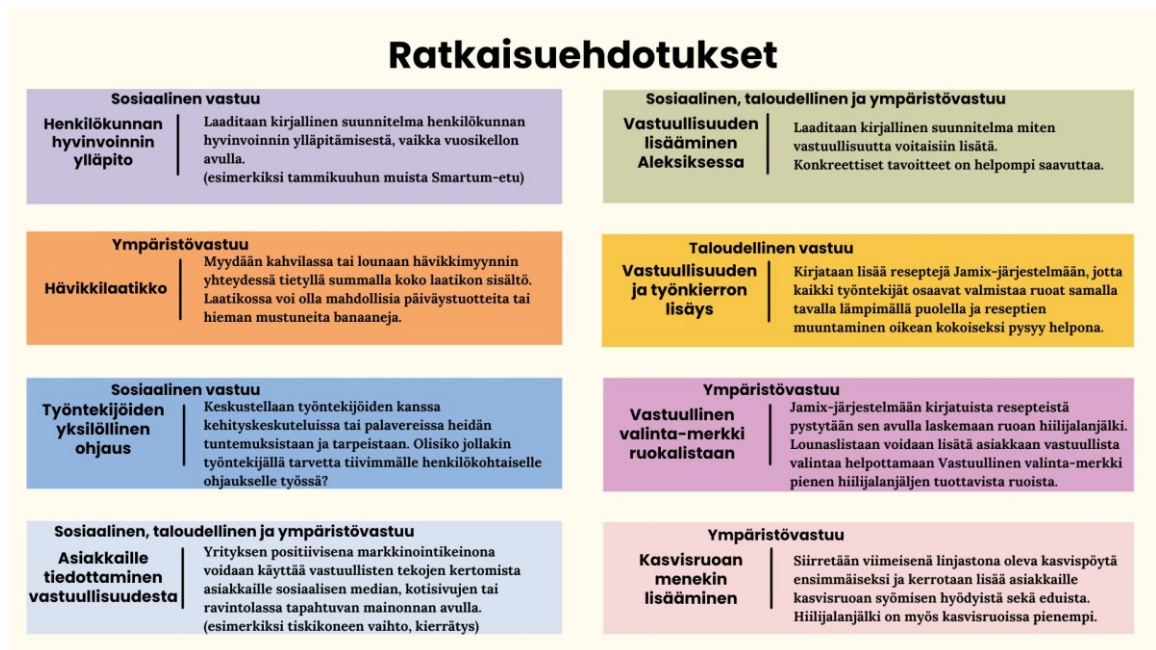 Ratkaisuehdotukset
Sosiaalinen vastuu
Henkilökunnan
hyvinvoinnin
ylläpito
Laaditaan kirjallinen suunnitelma henkilökunnan
hyvinvoinnin ylläpitämisestä, vaikka vuosikellon
avulla.
(esimerkiksi tammikuuhun muista Smartum-etu)
Sosiaalinen, taloudellinen ja ympäristövastuu
Vastuullisuuden
lisääminen
Aleksiksessa
Laaditaan kirjallinen suunnitelma miten
vastuullisuutta voitaisiin lisätä.
Konkreettiset tavoitteet on helpompi saavuttaa.
Ympäristövastuu
Hävikkilaatikko
Myydään kahvilassa tai lounaan hävikkimyynnin
yhteydessä tietyllä summalla koko laatikon sisältö.
Laatikossa voi olla mahdollisia päiväystuotteita tai
hieman mustuneita banaaneja.
Taloudellinen vastuu
Vastuullisuuden
ja työnkierron
lisäys
Kirjataan lisää reseptejä Jamix-järjestelmään, jotta
kaikki työntekijät osaavat valmistaa ruoat samalla
tavalla lämpimällä puolella ja reseptien
muuntaminen oikean kokoiseksi pysyy helpona.
Sosiaalinen vastuu
Työntekijöiden
yksilöllinen
ohjaus
Keskustellaan työntekijöiden kanssa
kehityskeskuteluissa tai palavereissa heidän
tuntemuksistaan ja tarpeistaan. Olisiko jollakin
työntekijällä tarvetta tiivimmälle henkilökohtaiselle
ohjaukselle työssä?
Ympäristövastuu
Vastuullinen
valinta-merkki
ruokalistaan
Jamix-järjestelmään kirjatuista resepteistä
pystytään sen avulla laskemaan ruoan hiilijalanjälki.
Lounaslistaan voidaan lisätä asiakkaan vastuullista
valintaa helpottamaan Vastuullinen valinta-merkki
pienen hiilijalanjäljen tuottavista ruoista.
Sosiaalinen, taloudellinen ja ympäristövastuu
Asiakkaille
tiedottaminen
vastuullisuudesta
Yrityksen positiivisena markkinointikeinona
voidaan käyttää vastuullisten tekojen kertomista
asiakkaille sosiaalisen median, kotisivujen tai
ravintolassa tapahtuvan mainonnan avulla.
(esimerkiksi tiskikoneen vaihto, kierrätys)
Ympäristövastuu
Kasvisruoan
menekin
lisääminen
Siirretään viimeisenä linjastona oleva kasvispöytä
ensimmäiseksi ja kerrotaan lisää asiakkaille
kasvisruoan syömisen hyödyistä sekä eduista.
Hiilijalanjälki on myös kasvisruoissa pienempi.